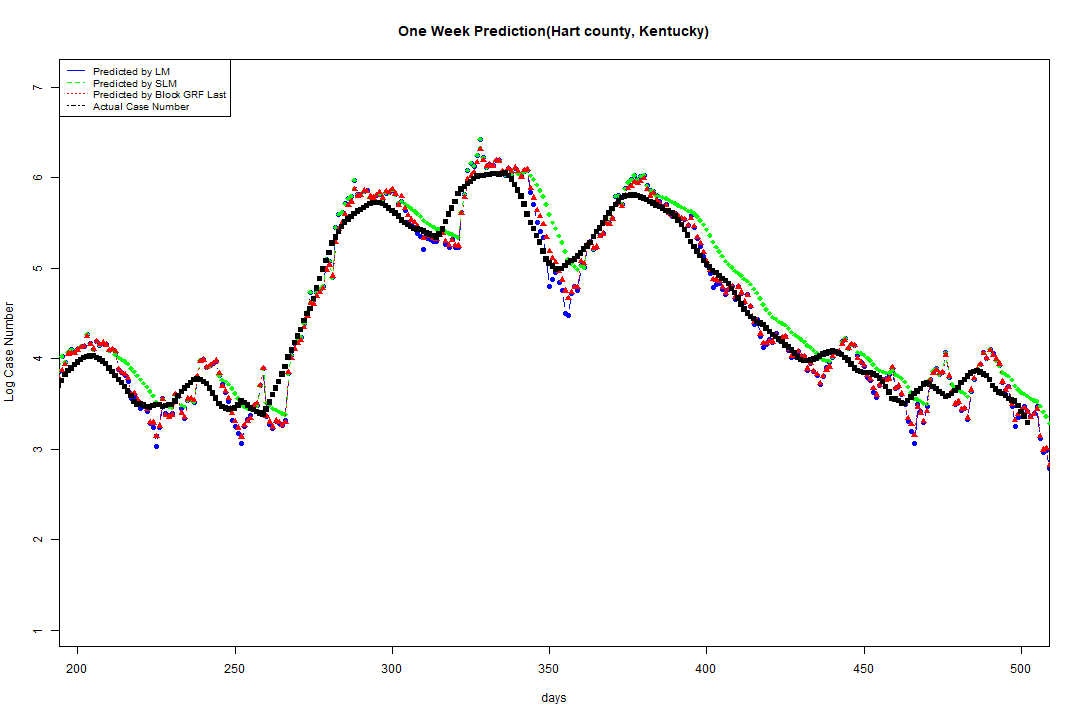 One Week Prediction(Hart county, Kentucky)
Predicted by LM
Predicted by SLM
Predicted by Block GRF Last
Actual Case Number
7
6
5
4
3
2
1
Log Case Number
200 250 300 350 400 450 500
days